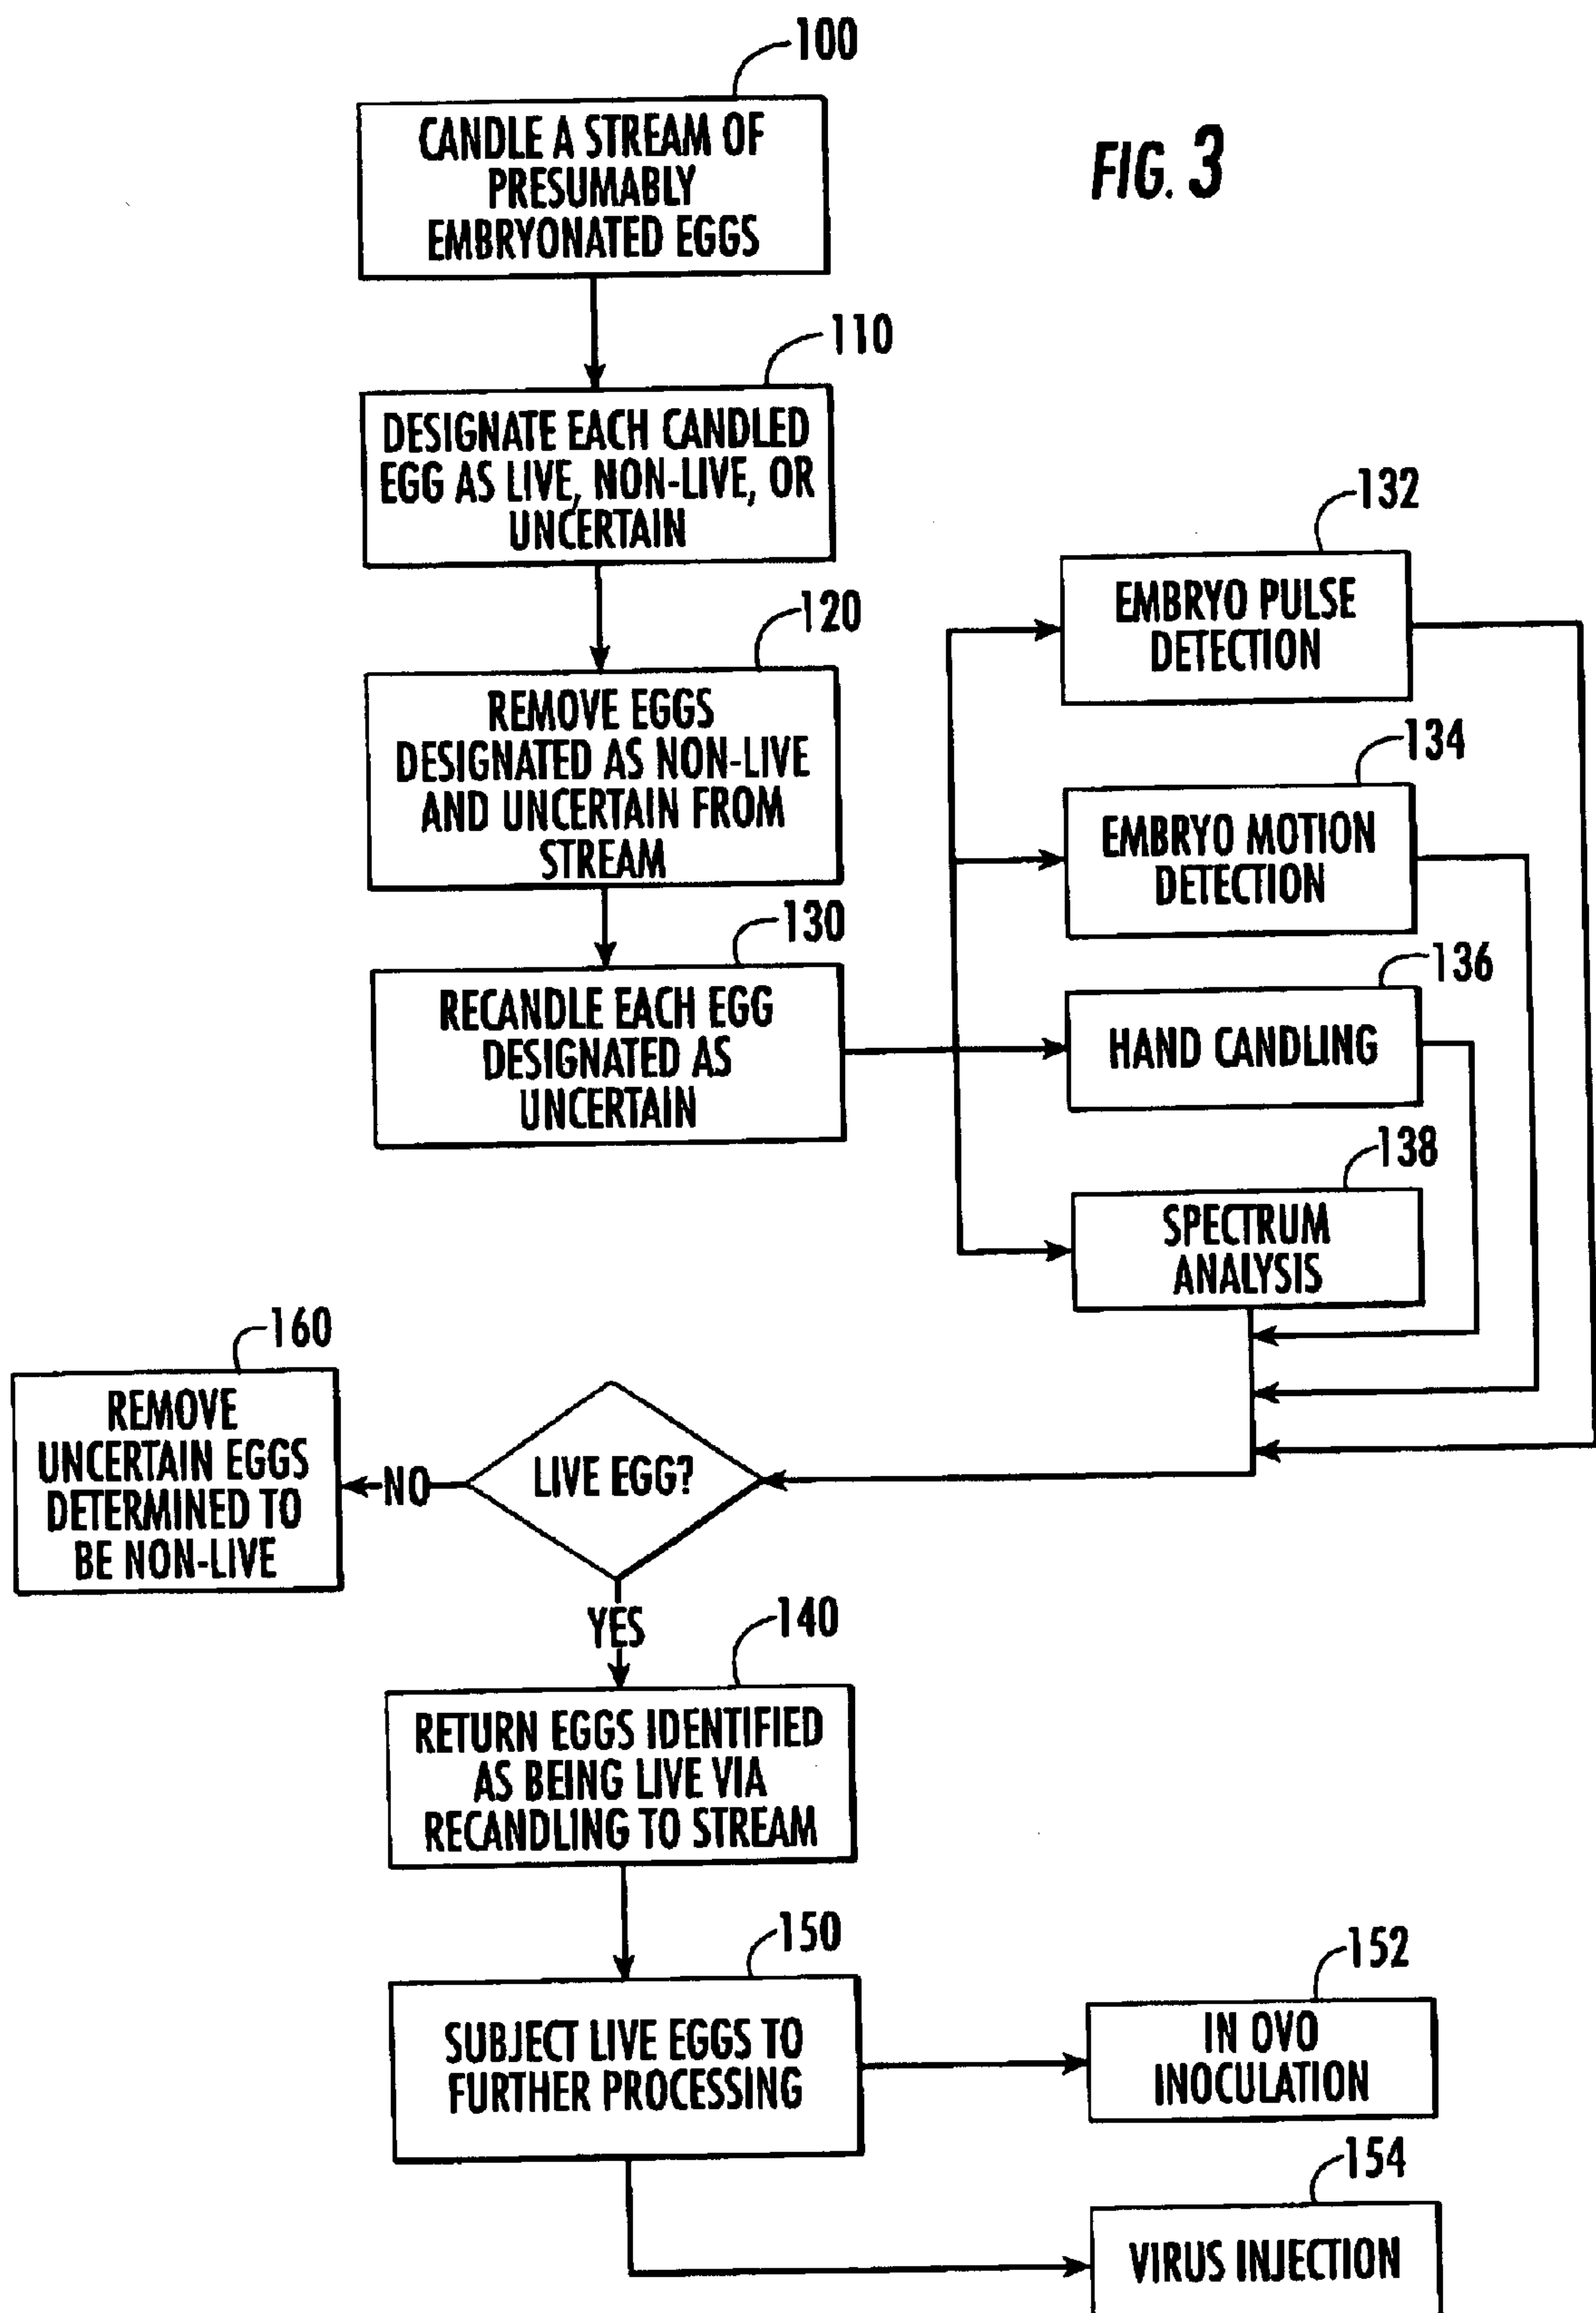 100
CANDLE A STREAM OF
PRESUMABLY
EMBRYONATED EGGS
FIG. 3
110
DESIGNATE EACH CANDLED
EGG AS LIVE, NON-LIVE, OR
UNCERTAIN
120
REMOVE EGGS
DESIGNATED AS NON-LIVE
AND UNCERTAIN FROM
STREAM
130
RECANDLE EACH EGG
DESIGNATED AS
UNCERTAIN
132
EMBRYO PULSE
DETECTION
134
EMBRYO MOTION
DETECTION
136
HAND CANDLING
138
SPECTRUM
ANALYSIS
LIVE EGG?
NO
160
REMOVE
UNCERTAIN EGGS
DETERMINED TO
BE NON-LIVE
YES
140
RETURN EGGS IDENTIFIED
AS BEING LIVE VIA
RECANDLING TO STREAM
150
SUBJECT LIVE EGGS TO
FURTHER PROCESSING
152
IN OVO
INOCULATION
154
VIRUS INJECTION